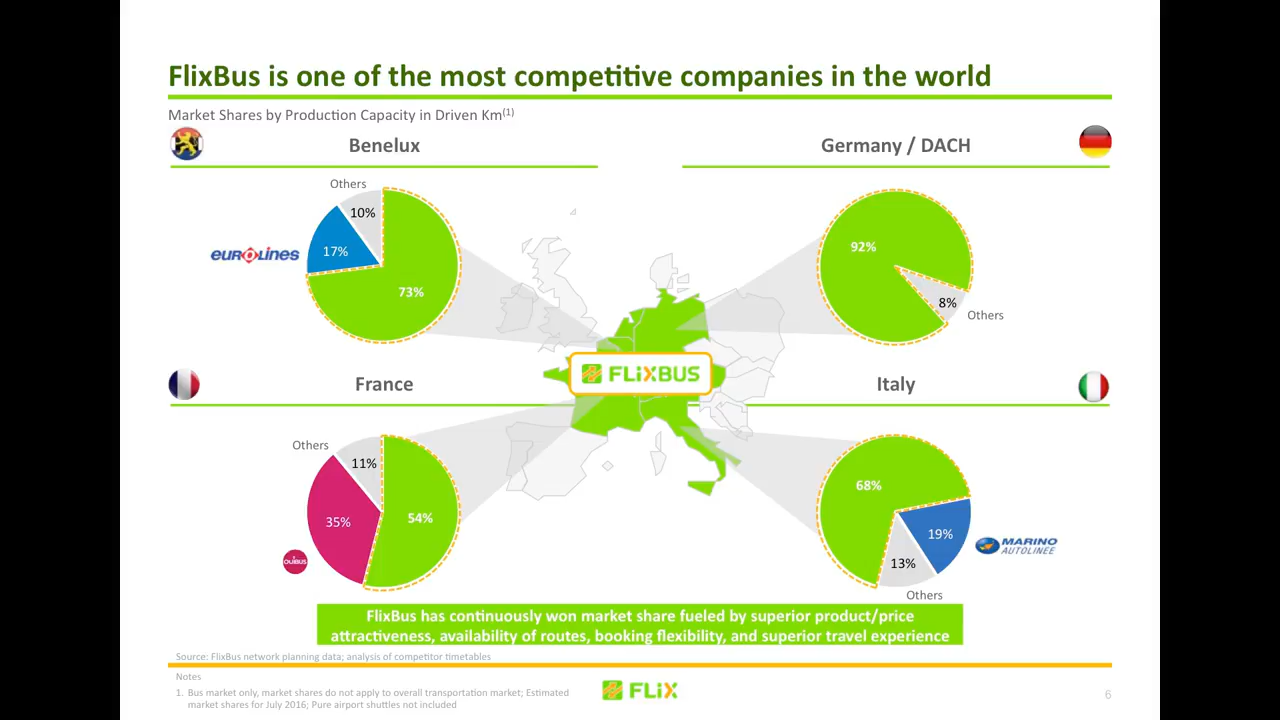 FlixBus is one of the most competitive companies in the world
Market Shares by Production Capacity in Driven Km(1)
Benelux
Others
10%
17%
73%
EUROLINES
Germany / DACH
92%
8%
Others
FLiXBUS
France
Others
11%
35%
54%
OUIBUS
Italy
68%
19%
13%
Others
MARINO
AUTOLINEE
FlixBus has continuously won market share fueled by superior product/price
attractiveness, availability of routes, booking flexibility, and superior travel experience
Source: FlixBus network planning data; analysis of competitor timetables
Notes
1. Bus market only, market shares do not apply to overall transportation market; Estimated
market shares for July 2016; Pure airport shuttles not included
FLiX
6